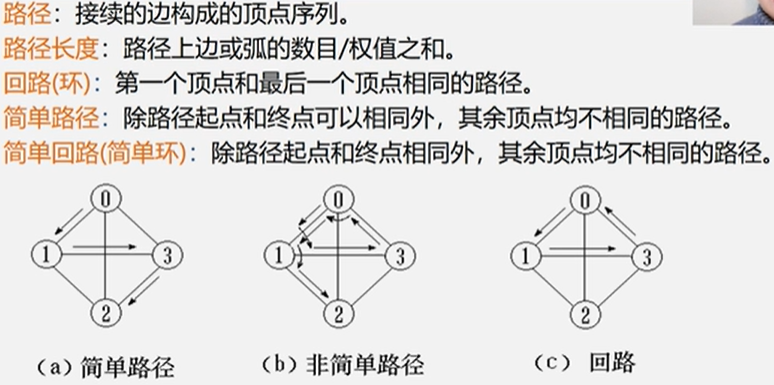 路径：接续的边构成的顶点序列。
路径长度：路径上边或弧的数目/权值之和。
回路(环)：第一个顶点和最后一个顶点相同的路径。
简单路径：除路径起点和终点可以相同外，其余顶点均不相同的路径。
简单回路(简单环)：除路径起点和终点相同外，其余顶点均不相同的路径。
0 0 0
1 3 1 3 1 3
2 2 2
（a）简单路径 （b）非简单路径 （c） 回路